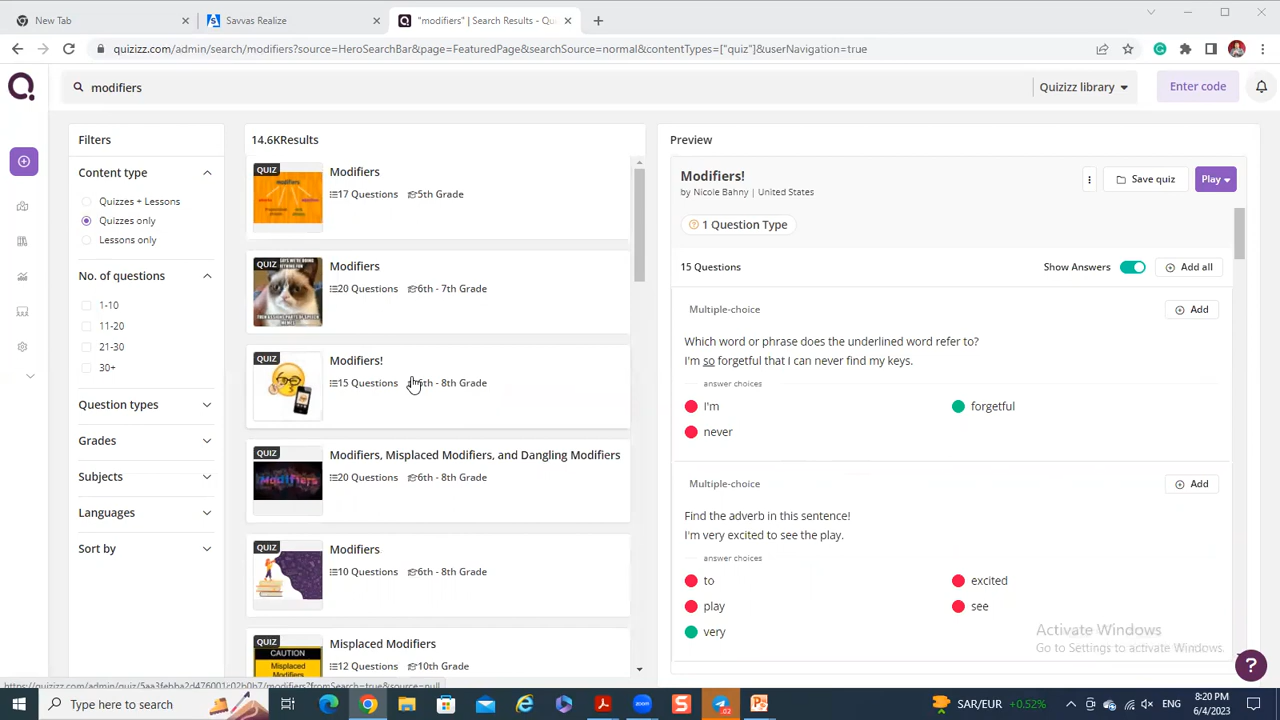 New Tab
Savvas Realize
"modifiers" | Search Results - Qui
quizizz.com/admin/search/modifiers?source=HeroSearchBar&page=FeaturedPage&searchSource=normal&contentTypes=["quiz"]&userNavigation=true
modifiers
Quizizz library
Enter code
Filters
Content type
Quizzes + Lessons
Quizzes only
Lessons only
No. of questions
1-10
11-20
21-30
30+
Question types
Grades
Subjects
Languages
Sort by
14.6KResults
QUIZ
Modifiers
17 Questions 5th Grade
QUIZ
Modifiers
20 Questions 6th - 7th Grade
QUIZ
Modifiers!
15 Questions 6th - 8th Grade
QUIZ
Modifiers, Misplaced Modifiers, and Dangling Modifiers
20 Questions 6th - 8th Grade
QUIZ
Modifiers
10 Questions 6th - 8th Grade
QUIZ
Misplaced Modifiers
CAUTION
Misplaced
Modifiers
12 Questions 10th Grade
Preview
Modifiers!
by Nicole Bahny | United States
Save quiz
Play
1 Question Type
15 Questions
Show Answers
Add all
Multiple-choice
Add
Which word or phrase does the underlined word refer to?
I'm so forgetful that I can never find my keys.
answer choices
I'm
forgetful
never
Multiple-choice
Add
Find the adverb in this sentence!
I'm very excited to see the play.
answer choices
to
excited
play
see
very
Activate Windows
Go to Settings to activate Windows.
Type here to search
SAR/EUR +0.52%
ENG
8:20 PM
6/4/2023